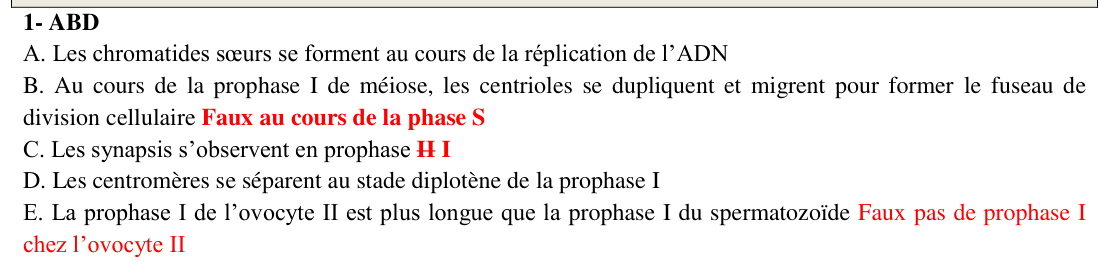 1- ABD
A. Les chromatides sœurs se forment au cours de la réplication de l’ADN
B. Au cours de la prophase I de méiose, les centrioles se dupliquent et migrent pour former le fuseau de
division cellulaire Faux au cours de la phase S
C. Les synapsis s’observent en prophase II I
D. Les centromères se séparent au stade diplotène de la prophase I
E. La prophase I de l’ovocyte II est plus longue que la prophase I du spermatozoïde Faux pas de prophase I
chez l’ovocyte II